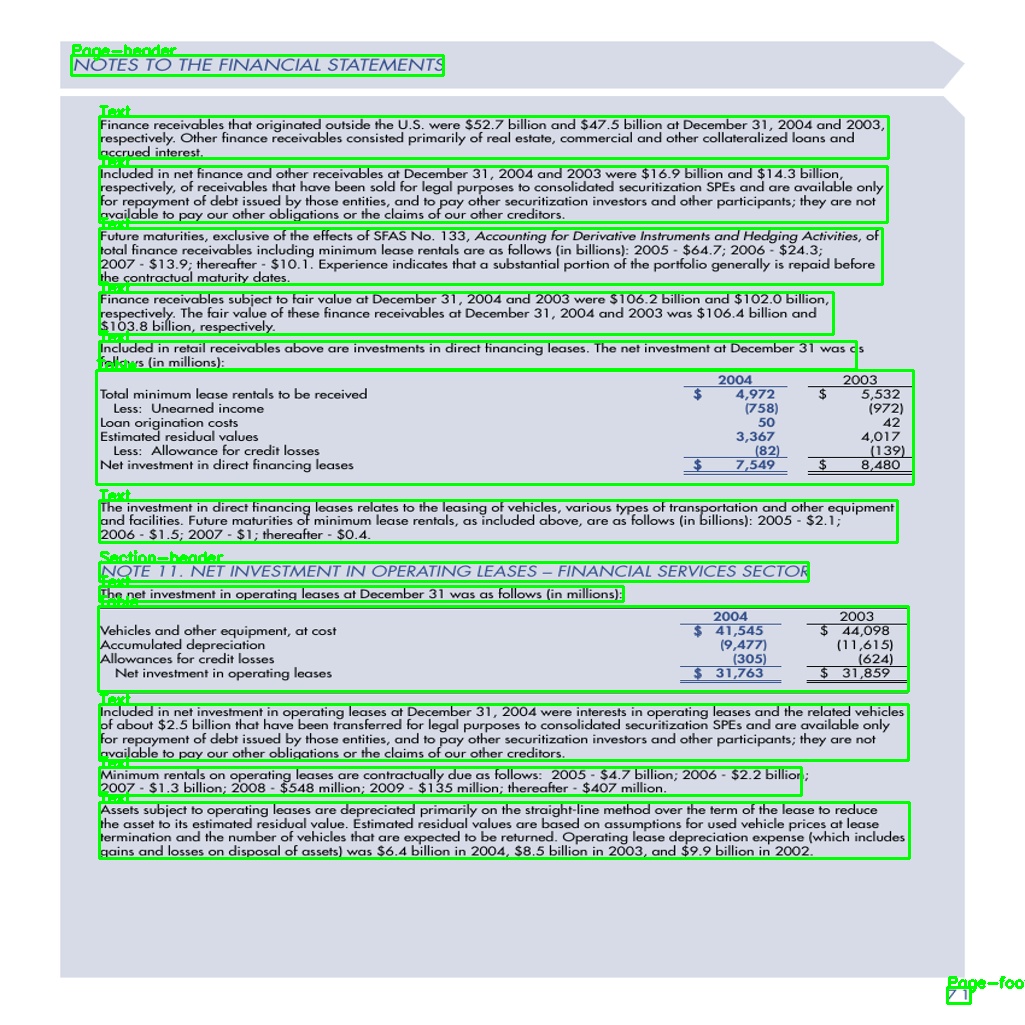 Page-header
NOTES TO THE FINANCIAL STATEMENTS
Text
Finance receivables that originated outside the U.S. were $52.7 billion and $47.5 billion at December 31, 2004 and 2003,
respectively. Other finance receivables consisted primarily of real estate, commercial and other collateralized loans and
accrued interest.
Text
Included in net finance and other receivables at December 31, 2004 and 2003 were $16.9 billion and $14.3 billion,
respectively, of receivables that have been sold for legal purposes to consolidated securitization SPEs and are available only
for repayment of debt issued by those entities, and to pay other securitization investors and other participants; they are not
available to pay our other obligations or the claims of our other creditors.
Text
Future maturities, exclusive of the effects of SFAS No. 133, Accounting for Derivative Instruments and Hedging Activities, of
total finance receivables including minimum lease rentals are as follows (in billions): 2005 - $64.7; 2006 - $24.3;
2007 - $13.9; thereafter - $10.1. Experience indicates that a substantial portion of the portfolio generally is repaid before
the contractual maturity dates.
Text
Finance receivables subject to fair value at December 31, 2004 and 2003 were $106.2 billion and $102.0 billion,
respectively. The fair value of these finance receivables at December 31, 2004 and 2003 was $106.4 billion and
$103.8 billion, respectively.
Text
Included in retail receivables above are investments in direct financing leases. The net investment at December 31 was as
follows (in millions):
Table
2004 2003
Total minimum lease rentals to be received $ 4,972 $ 5,532
Less: Unearned income (758) (972)
Loan origination costs 50 42
Estimated residual values 3,367 4,017
Less: Allowance for credit losses (82) (139)
Net investment in direct financing leases $ 7,549 $ 8,480
Text
The investment in direct financing leases relates to the leasing of vehicles, various types of transportation and other equipment
and facilities. Future maturities of minimum lease rentals, as included above, are as follows (in billions): 2005 - $2.1;
2006 - $1.5; 2007 - $1; thereafter - $0.4.
Section-header
NOTE 11. NET INVESTMENT IN OPERATING LEASES – FINANCIAL SERVICES SECTOR
Text
The net investment in operating leases at December 31 was as follows (in millions):
Table
2004 2003
Vehicles and other equipment, at cost $ 41,545 $ 44,098
Accumulated depreciation (9,477) (11,615)
Allowances for credit losses (305) (624)
Net investment in operating leases $ 31,763 $ 31,859
Text
Included in net investment in operating leases at December 31, 2004 were interests in operating leases and the related vehicles
of about $2.5 billion that have been transferred for legal purposes to consolidated securitization SPEs and are available only
for repayment of debt issued by those entities, and to pay other securitization investors and other participants; they are not
available to pay our other obligations or the claims of our other creditors.
Text
Minimum rentals on operating leases are contractually due as follows: 2005 - $4.7 billion; 2006 - $2.2 billion;
2007 - $1.3 billion; 2008 - $548 million; 2009 - $135 million; thereafter - $407 million.
Text
Assets subject to operating leases are depreciated primarily on the straight-line method over the term of the lease to reduce
the asset to its estimated residual value. Estimated residual values are based on assumptions for used vehicle prices at lease
termination and the number of vehicles that are expected to be returned. Operating lease depreciation expense (which includes
gains and losses on disposal of assets) was $6.4 billion in 2004, $8.5 billion in 2003, and $9.9 billion in 2002.
Page-foo
71